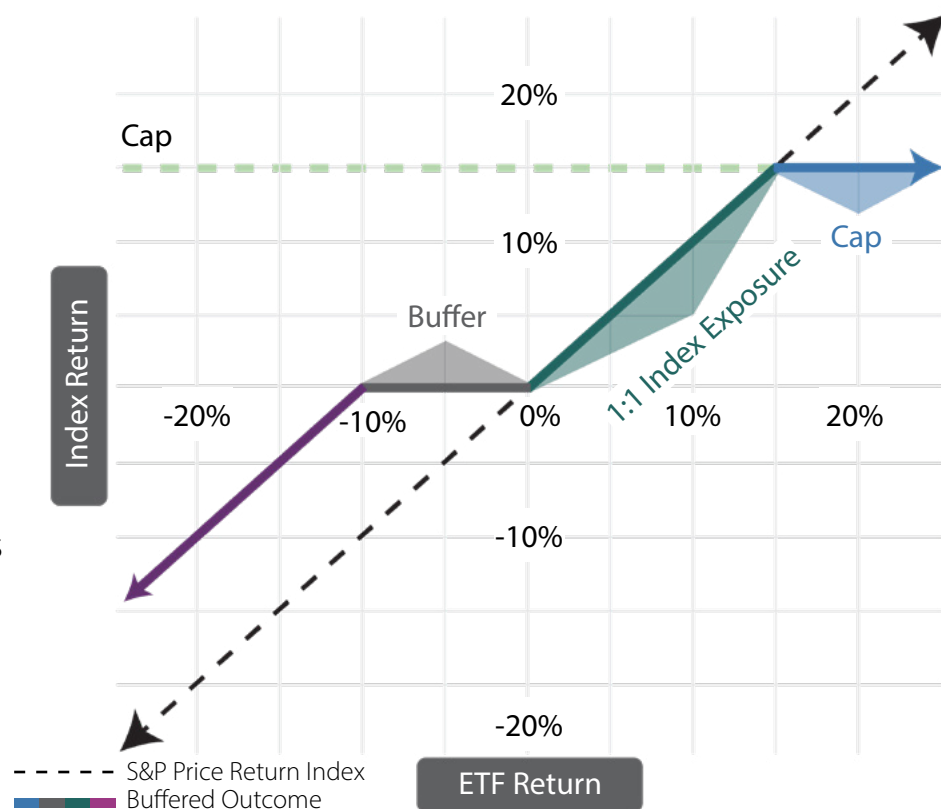 20%
Cap
10%
Cap
Buffer
1:1 Index Exposure
Index Return
-20%
-10%
0%
10%
20%
-10%
s
-20%
S&P Price Return Index
ETF Return
Buffered Outcome